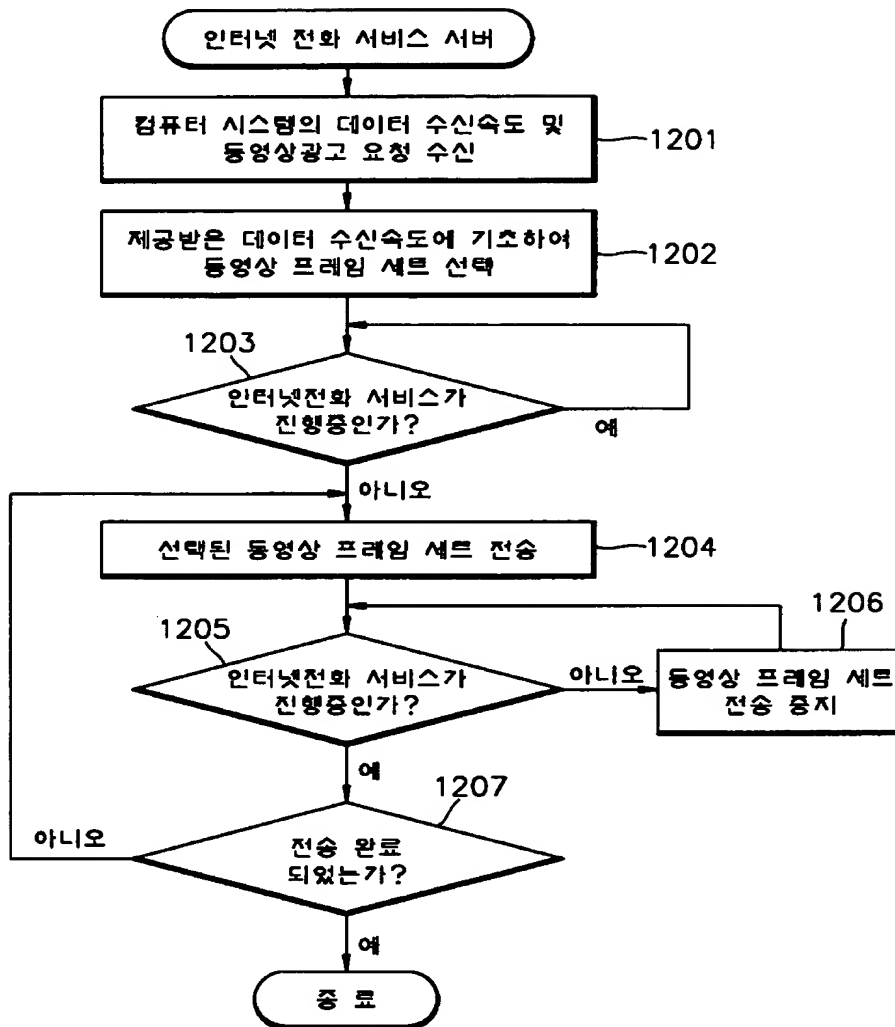 인터넷 전화 서비스 서버
컴퓨터 시스템의 데이터 수신속도 및
동영상광고 요청 수신
1201
제공받은 데이터 수신속도에 기초하여
동영상 프레임 세트 선택
1202
1203
인터넷전화 서비스가
진행중인가?
예
아니오
선택된 동영상 프레임 세트 전송
1204
1205
인터넷전화 서비스가
진행중인가?
아니오
1206
동영상 프레임 세트
전송 중지
예
1207
아니오
전송 완료
되었는가?
예
종료